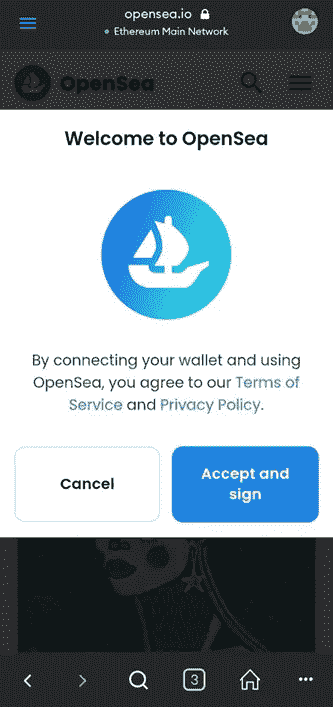 opensea.io
Ethereum Main Network
OpenSea
Welcome to OpenSea
By connecting your wallet and using
OpenSea, you agree to our Terms of
Service and Privacy Policy.
Cancel
Accept and
sign
3